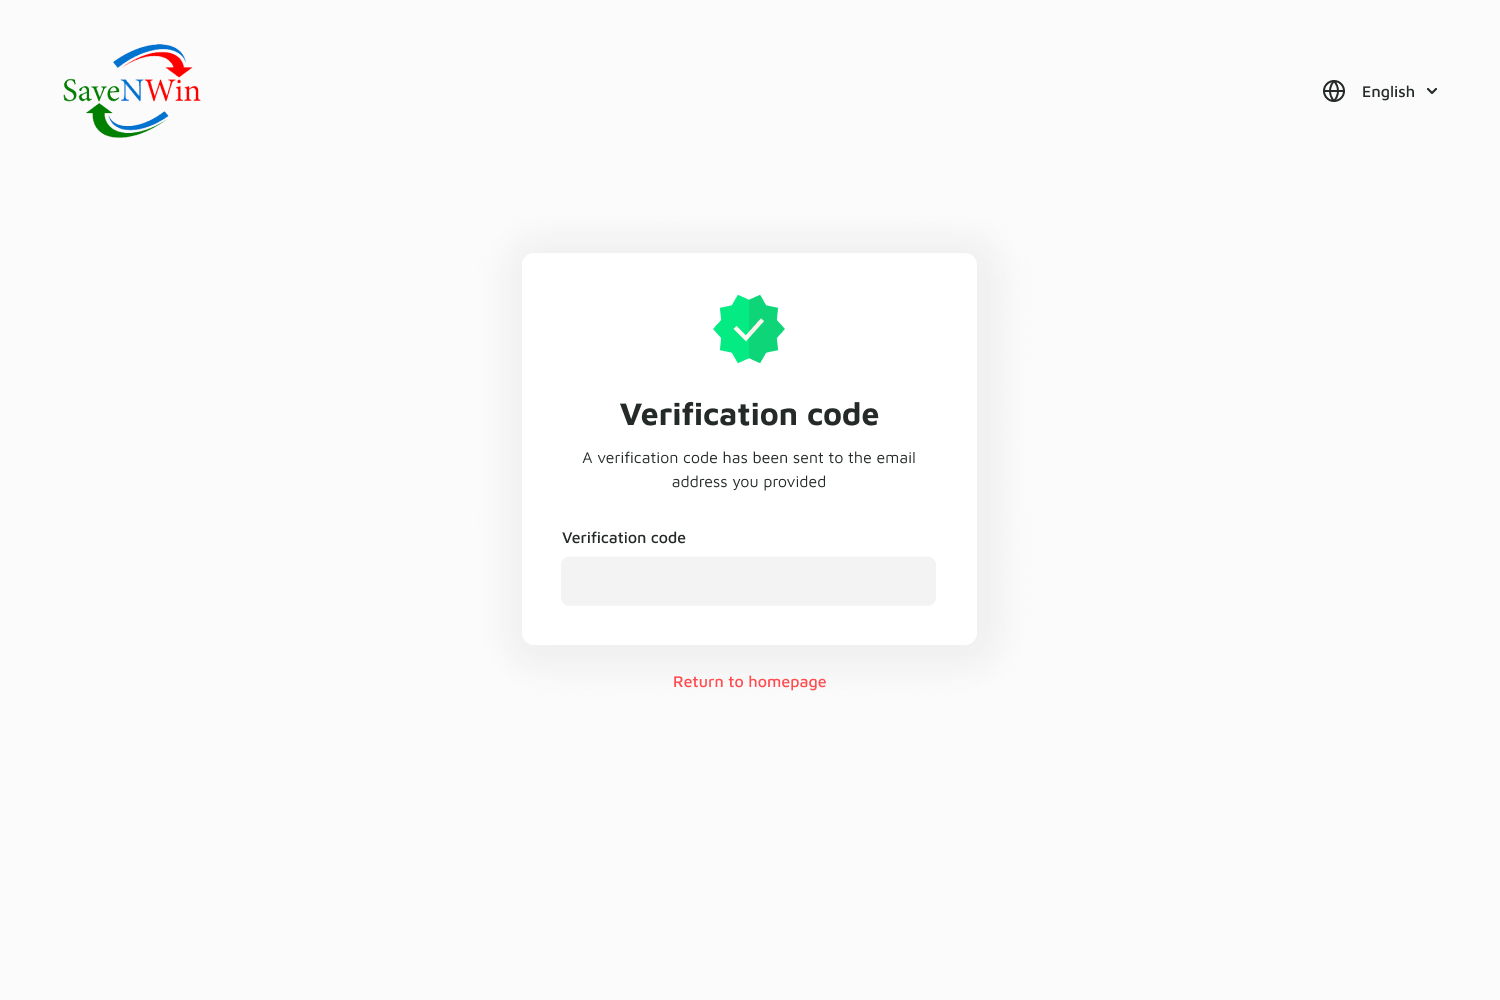 SaveNWin
English
Verification code
A verification code has been sent to the email
address you provided
Verification code
Return to homepage